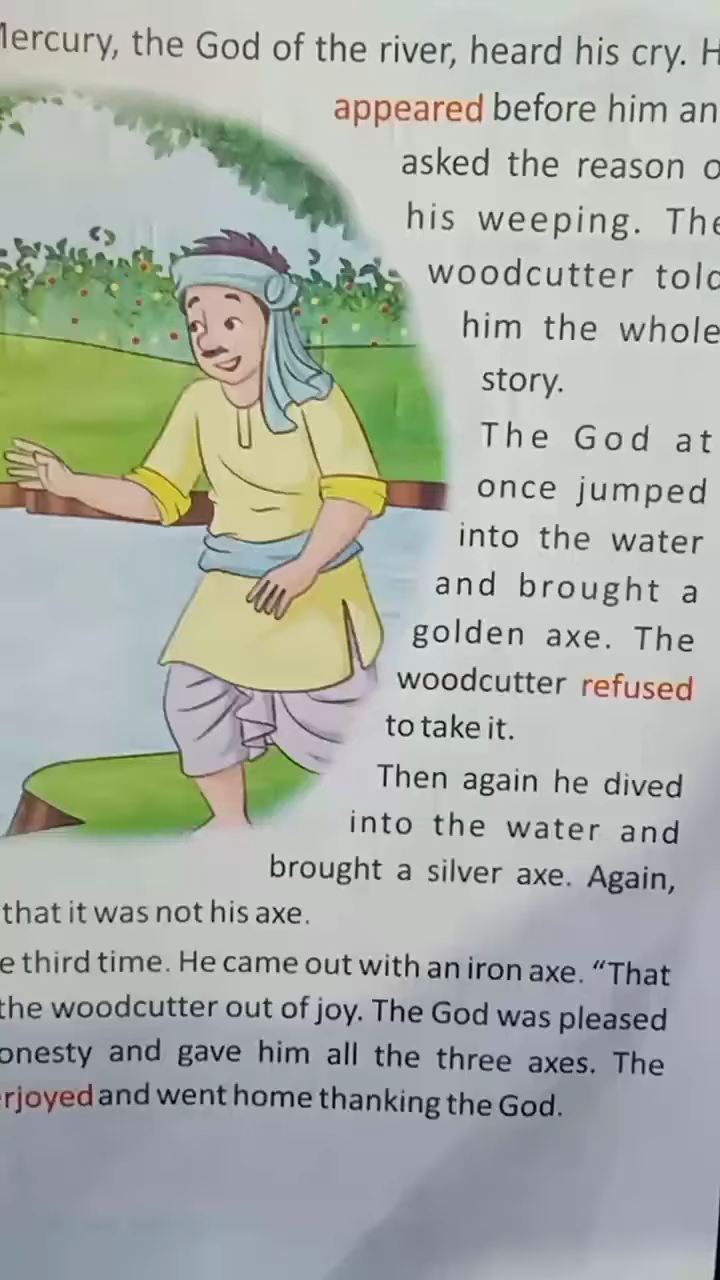 Mercury, the God of the river, heard his cry. H
appeared before him an
asked the reason o
his weeping. The
woodcutter told
him the whole
story.
The God at
once jumped
into the water
and brought a
golden axe. The
woodcutter refused
to take it.
Then again he dived
into the water and
brought a silver axe. Again,
that it was not his axe.
e third time. He came out with an iron axe. “That
the woodcutter out of joy. The God was pleased
onesty and gave him all the three axes. The
rjoyed and went home thanking the God.